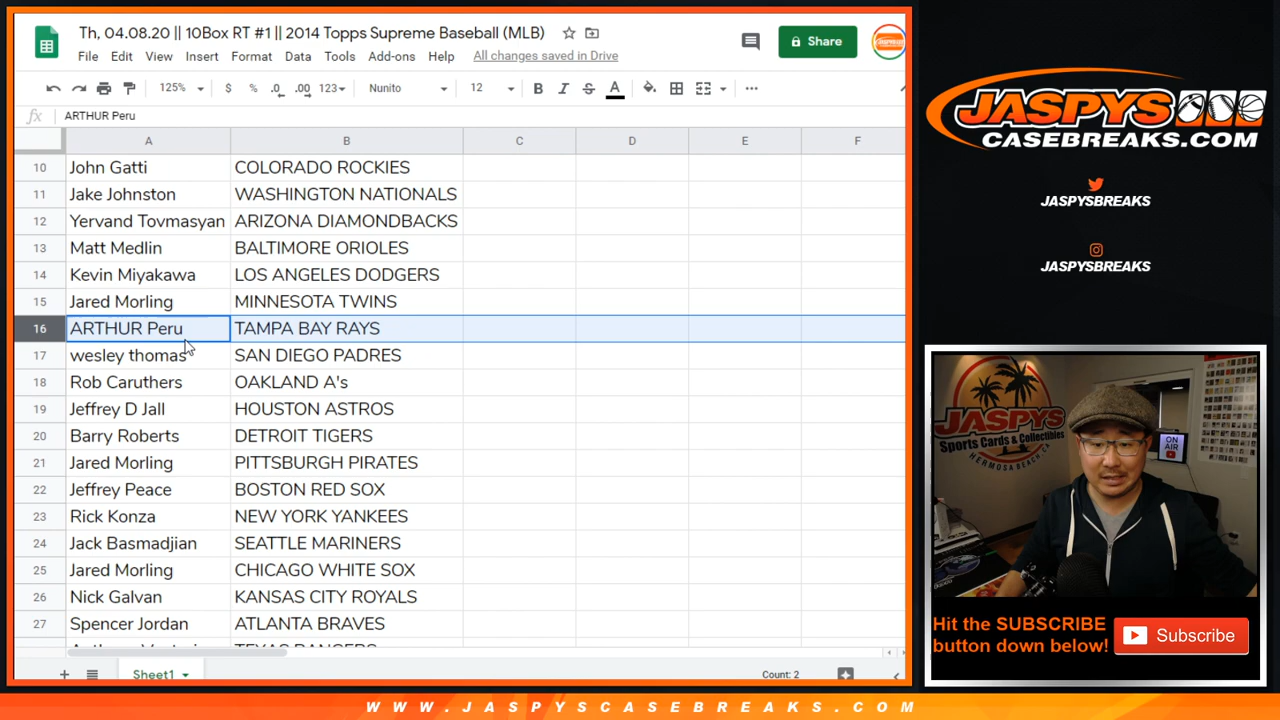 Th, 04.08.20 || 10Box RT #1 || 2014 Topps Supreme Baseball (MLB)
File Edit View Insert Format Data Tools Add-ons Help All changes saved in Drive
Share
125% $ % .0 .00 123 Nunito 12 B I S A
fx ARTHUR Peru
A B C D E F
10 John Gatti COLORADO ROCKIES
11 Jake Johnston WASHINGTON NATIONALS
12 Yervand Tovmasyan ARIZONA DIAMONDBACKS
13 Matt Medlin BALTIMORE ORIOLES
14 Kevin Miyakawa LOS ANGELES DODGERS
15 Jared Morling MINNESOTA TWINS
16 ARTHUR Peru TAMPA BAY RAYS
17 wesley thomas SAN DIEGO PADRES
18 Rob Caruthers OAKLAND A's
19 Jeffrey D Jall HOUSTON ASTROS
20 Barry Roberts DETROIT TIGERS
21 Jared Morling PITTSBURGH PIRATES
22 Jeffrey Peace BOSTON RED SOX
23 Rick Konza NEW YORK YANKEES
24 Jack Basmadjian SEATTLE MARINERS
25 Jared Morling CHICAGO WHITE SOX
26 Nick Galvan KANSAS CITY ROYALS
27 Spencer Jordan ATLANTA BRAVES
Sheet1
Count: 2
JASPYS
CASEBREAKS.COM
JASPYSBREAKS
JASPYSBREAKS
JASPYS
Sports Cards & Collectibles
HERMOSA BEACH, CA
ON
AIR
Hit the SUBSCRIBE
button down below!
Subscribe
WWW.JASPYSCASEBREAKS.COM